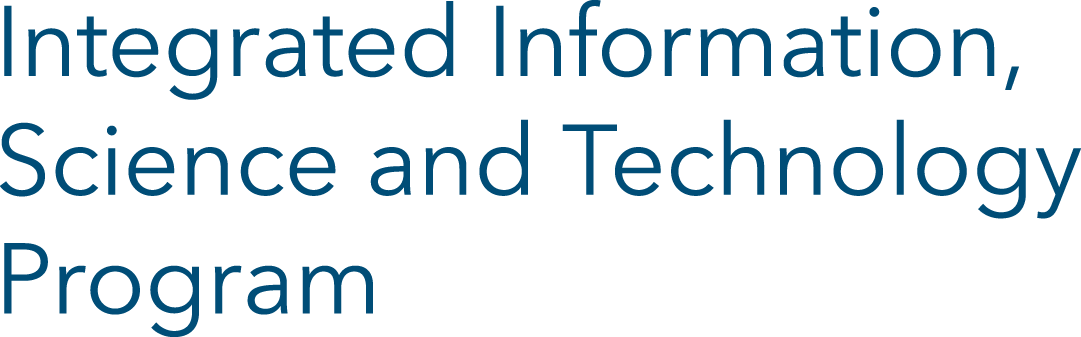 Integrated Information,
Science and Technology
Program